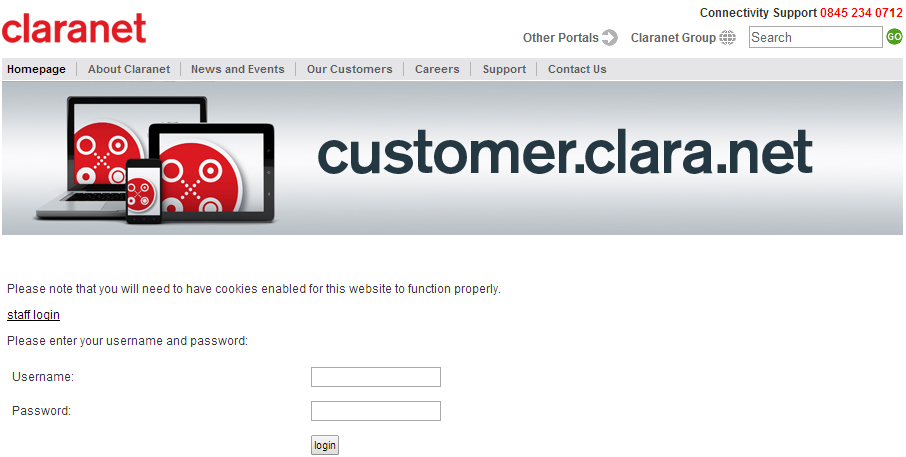 claranet
Connectivity Support 0845 234 0712
Other Portals Claranet Group Search GO
Homepage About Claranet News and Events Our Customers Careers Support Contact Us
customer.clara.net
Please note that you will need to have cookies enabled for this website to function properly.
staff login
Please enter your username and password:
Username:
Password:
login